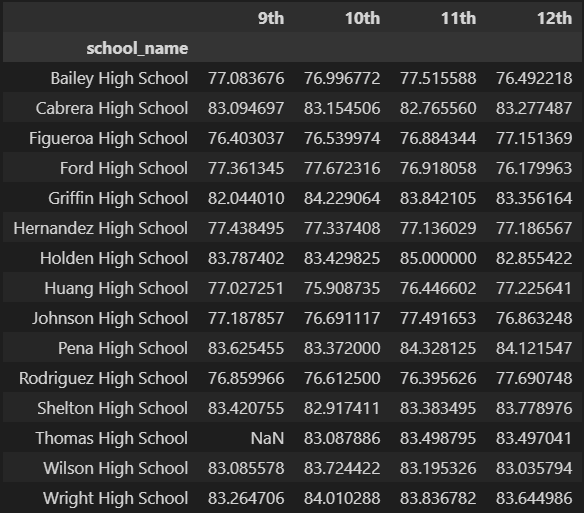 9th 10th 11th 12th
school_name
Bailey High School 77.083676 76.996772 77.515588 76.492218
Cabrera High School 83.094697 83.154506 82.765560 83.277487
Figueroa High School 76.403037 76.539974 76.884344 77.151369
Ford High School 77.361345 77.672316 76.918058 76.179963
Griffin High School 82.044010 84.229064 83.842105 83.356164
Hernandez High School 77.438495 77.337408 77.136029 77.186567
Holden High School 83.787402 83.429825 85.000000 82.855422
Huang High School 77.027251 75.908735 76.446602 77.225641
Johnson High School 77.187857 76.691117 77.491653 76.863248
Pena High School 83.625455 83.372000 84.328125 84.121547
Rodriguez High School 76.859966 76.612500 76.395626 77.690748
Shelton High School 83.420755 82.917411 83.383495 83.778976
Thomas High School NaN 83.087886 83.498795 83.497041
Wilson High School 83.085578 83.724422 83.195326 83.035794
Wright High School 83.264706 84.010288 83.836782 83.644986